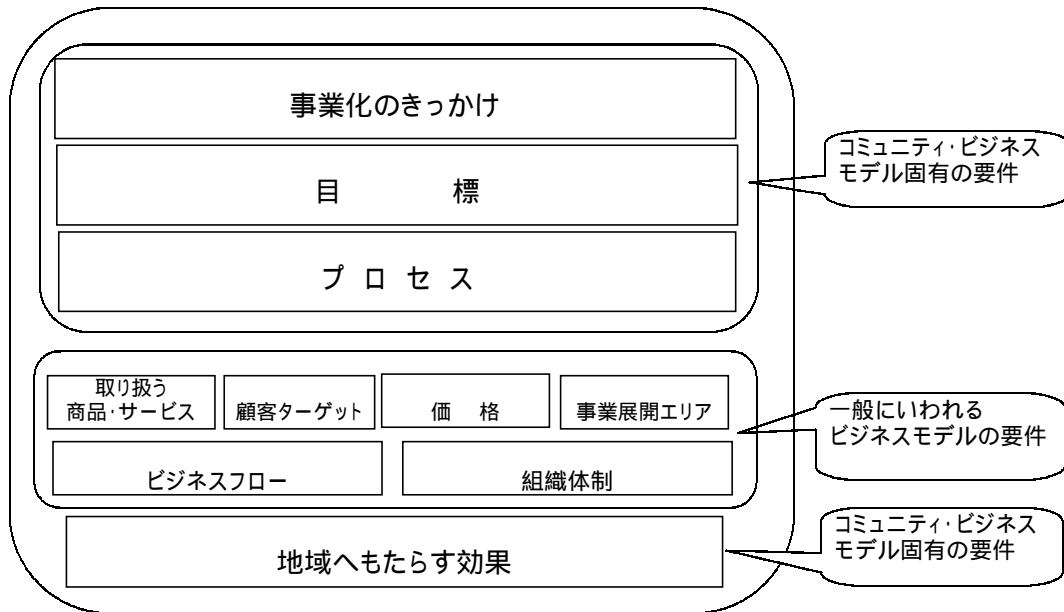 事業化のきっかけ
目標
プロセス
コミュニティ・ビジネス
モデル固有の要件
取り扱う
商品・サービス
顧客ターゲット
価格
事業展開エリア
ビジネスフロー
組織体制
一般にいわれる
ビジネスモデルの要件
地域へもたらす効果
コミュニティ・ビジネス
モデル固有の要件